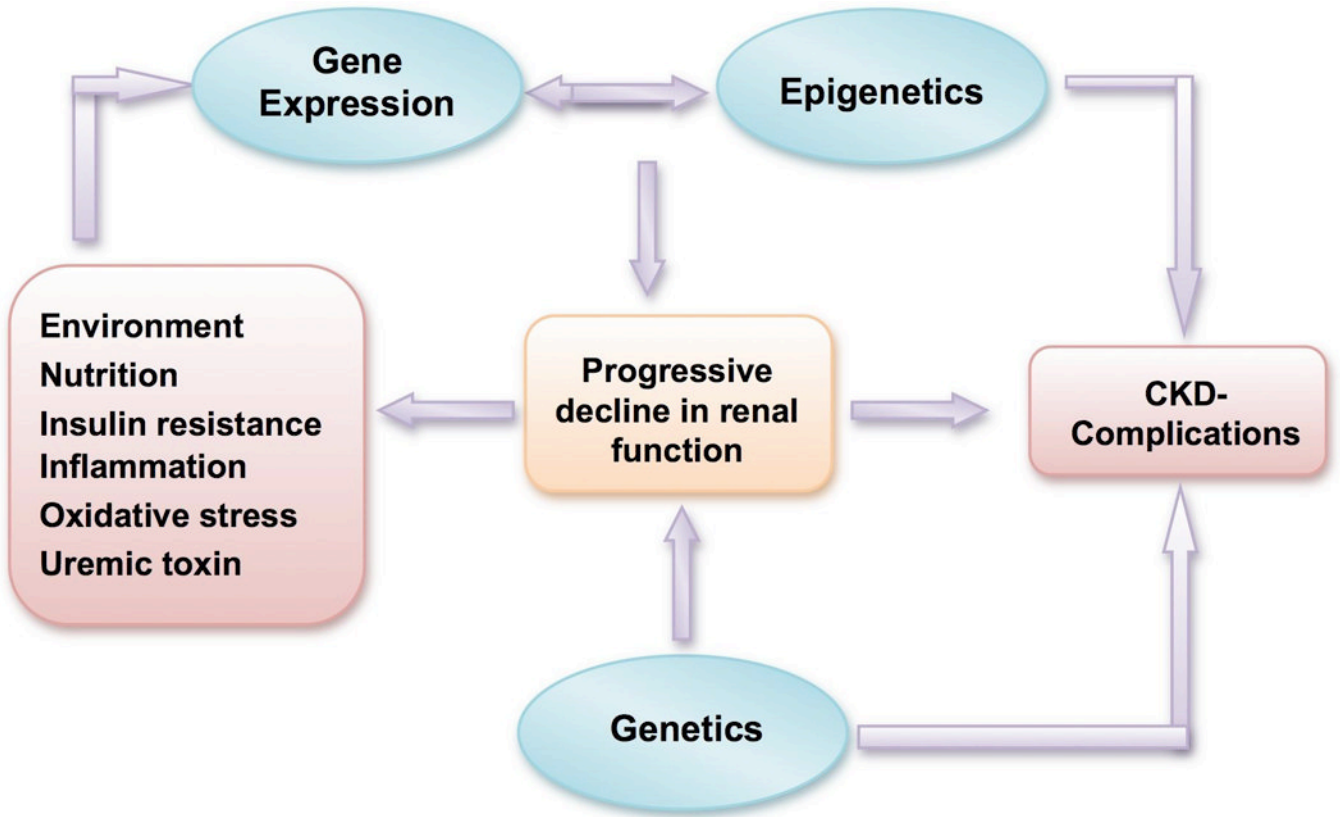 Gene
Expression
Epigenetics
Environment
Nutrition
Insulin resistance
Inflammation
Oxidative stress
Uremic toxin
Progressive
decline in renal
function
CKD-
Complications
Genetics